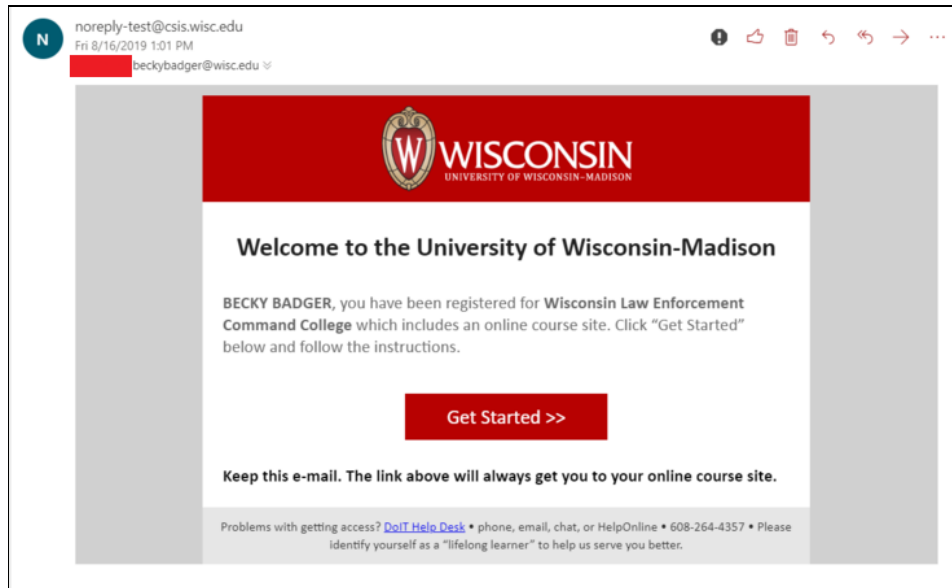 N
noreply-test@csis.wisc.edu
Fri 8/16/2019 1:01 PM
beckybadger@wisc.edu
W
WISCONSIN
UNIVERSITY OF WISCONSIN–MADISON
Welcome to the University of Wisconsin-Madison
BECKY BADGER, you have been registered for Wisconsin Law Enforcement
Command College which includes an online course site. Click “Get Started”
below and follow the instructions.
Get Started >>
Keep this e-mail. The link above will always get you to your online course site.
Problems with getting access? DoIT Help Desk • phone, email, chat, or HelpOnline • 608-264-4357 • Please
identify yourself as a “lifelong learner” to help us serve you better.